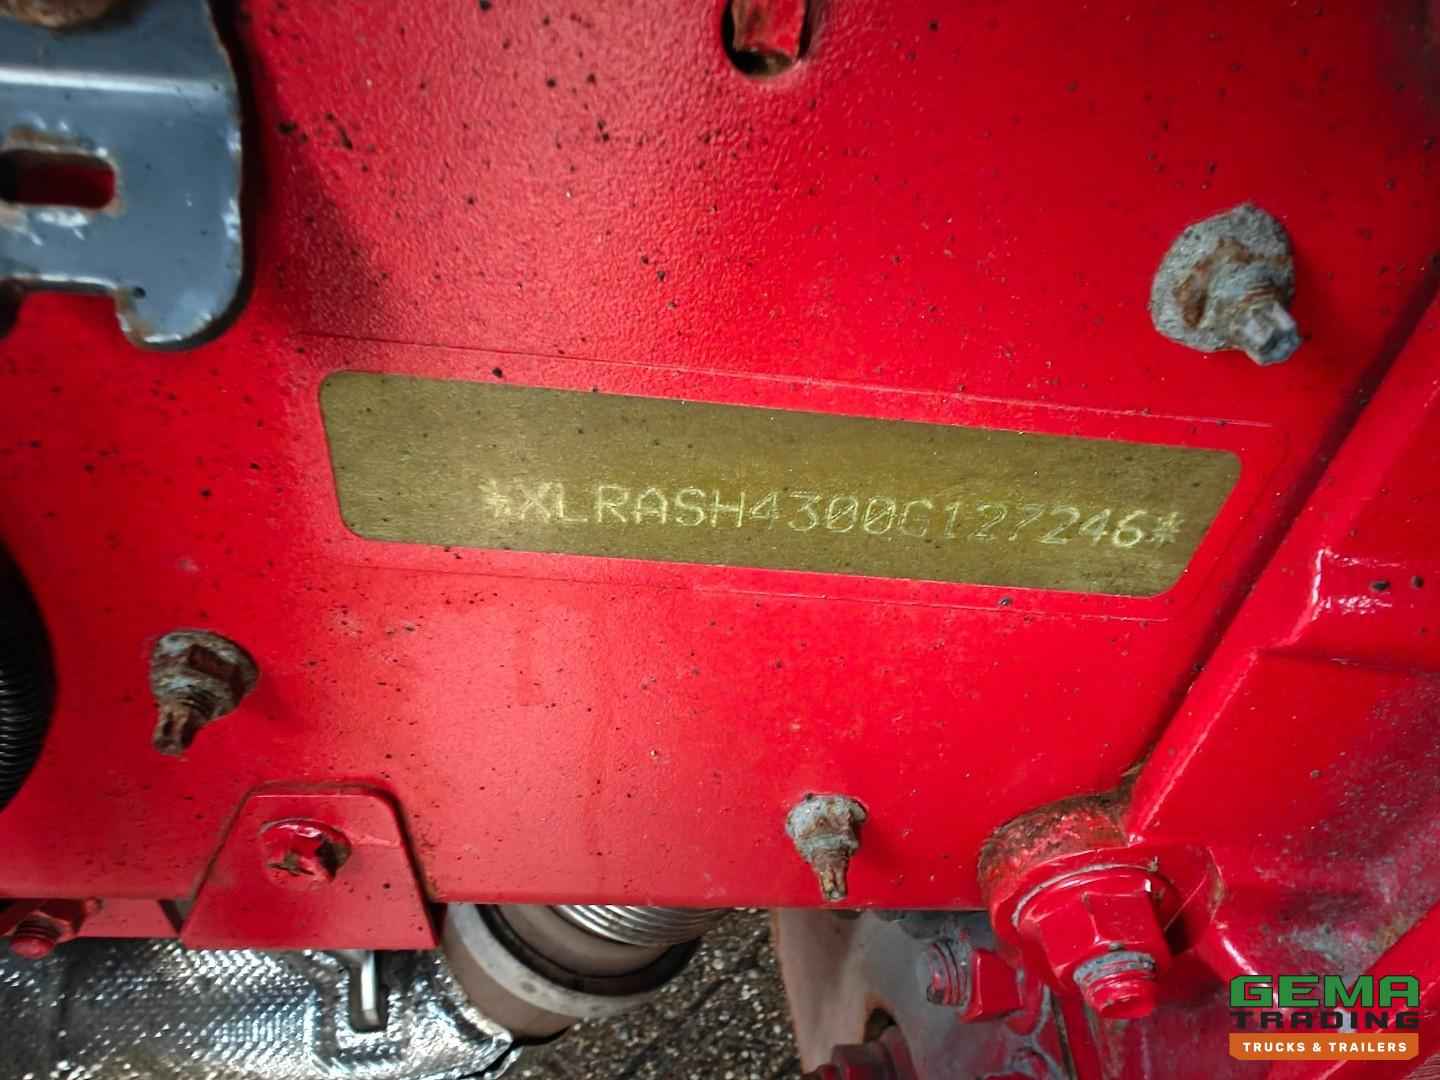 *XLRASH4300G127246*
GEMA
TRADING
TRUCKS & TRAILERS